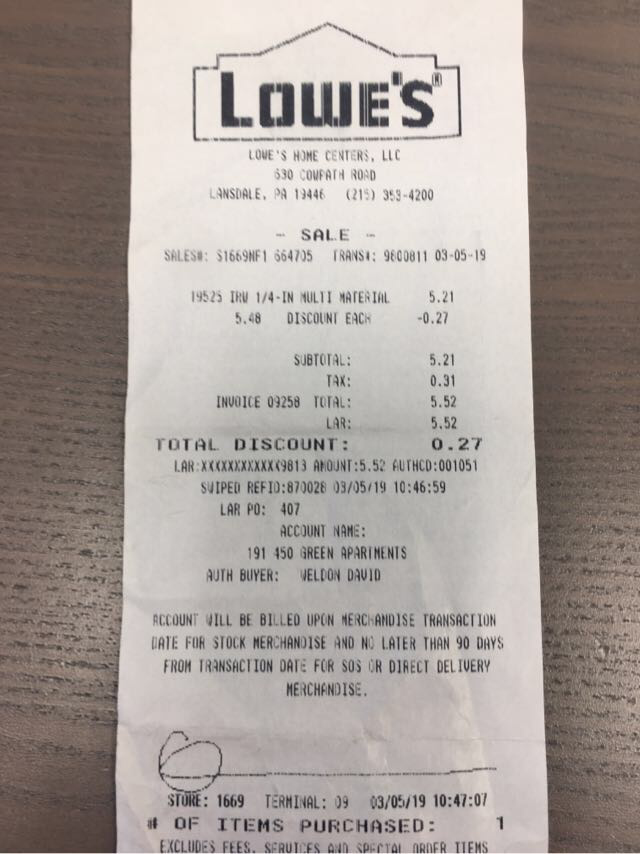 LOWE'S®
LOWE'S HOME CENTERS, LLC
630 COWPATH ROAD
LANSDALE, PA 19446 (215) 353-4200
- SALE -
SALES#: S1669NF1 664705 TRANS#: 9600811 03-05-19
19525 IRW 1/4-IN MULTI MATERIAL 5.21
5.48 DISCOUNT EACH -0.27
SUBTOTAL: 5.21
TAX: 0.31
INVOICE 09258 TOTAL: 5.52
LAR: 5.52
TOTAL DISCOUNT: 0.27
LAR:XXXXXXXXXXXX9813 AMOUNT:5.52 AUTHCD:001051
SWIPED REFID:870028 03/05/19 10:46:59
LAR PO: 407
ACCOUNT NAME:
191 450 GREEN APARTMENTS
AUTH BUYER: WELDON DAVID
ACCOUNT WILL BE BILLED UPON MERCHANDISE TRANSACTION
DATE FOR STOCK MERCHANDISE AND NO LATER THAN 90 DAYS
FROM TRANSACTION DATE FOR SOS OR DIRECT DELIVERY
MERCHANDISE.
STORE: 1669 TERMINAL: 09 03/05/19 10:47:07
# OF ITEMS PURCHASED: 1
EXCLUDES FEES, SERVICES AND SPECIAL ORDER ITEMS